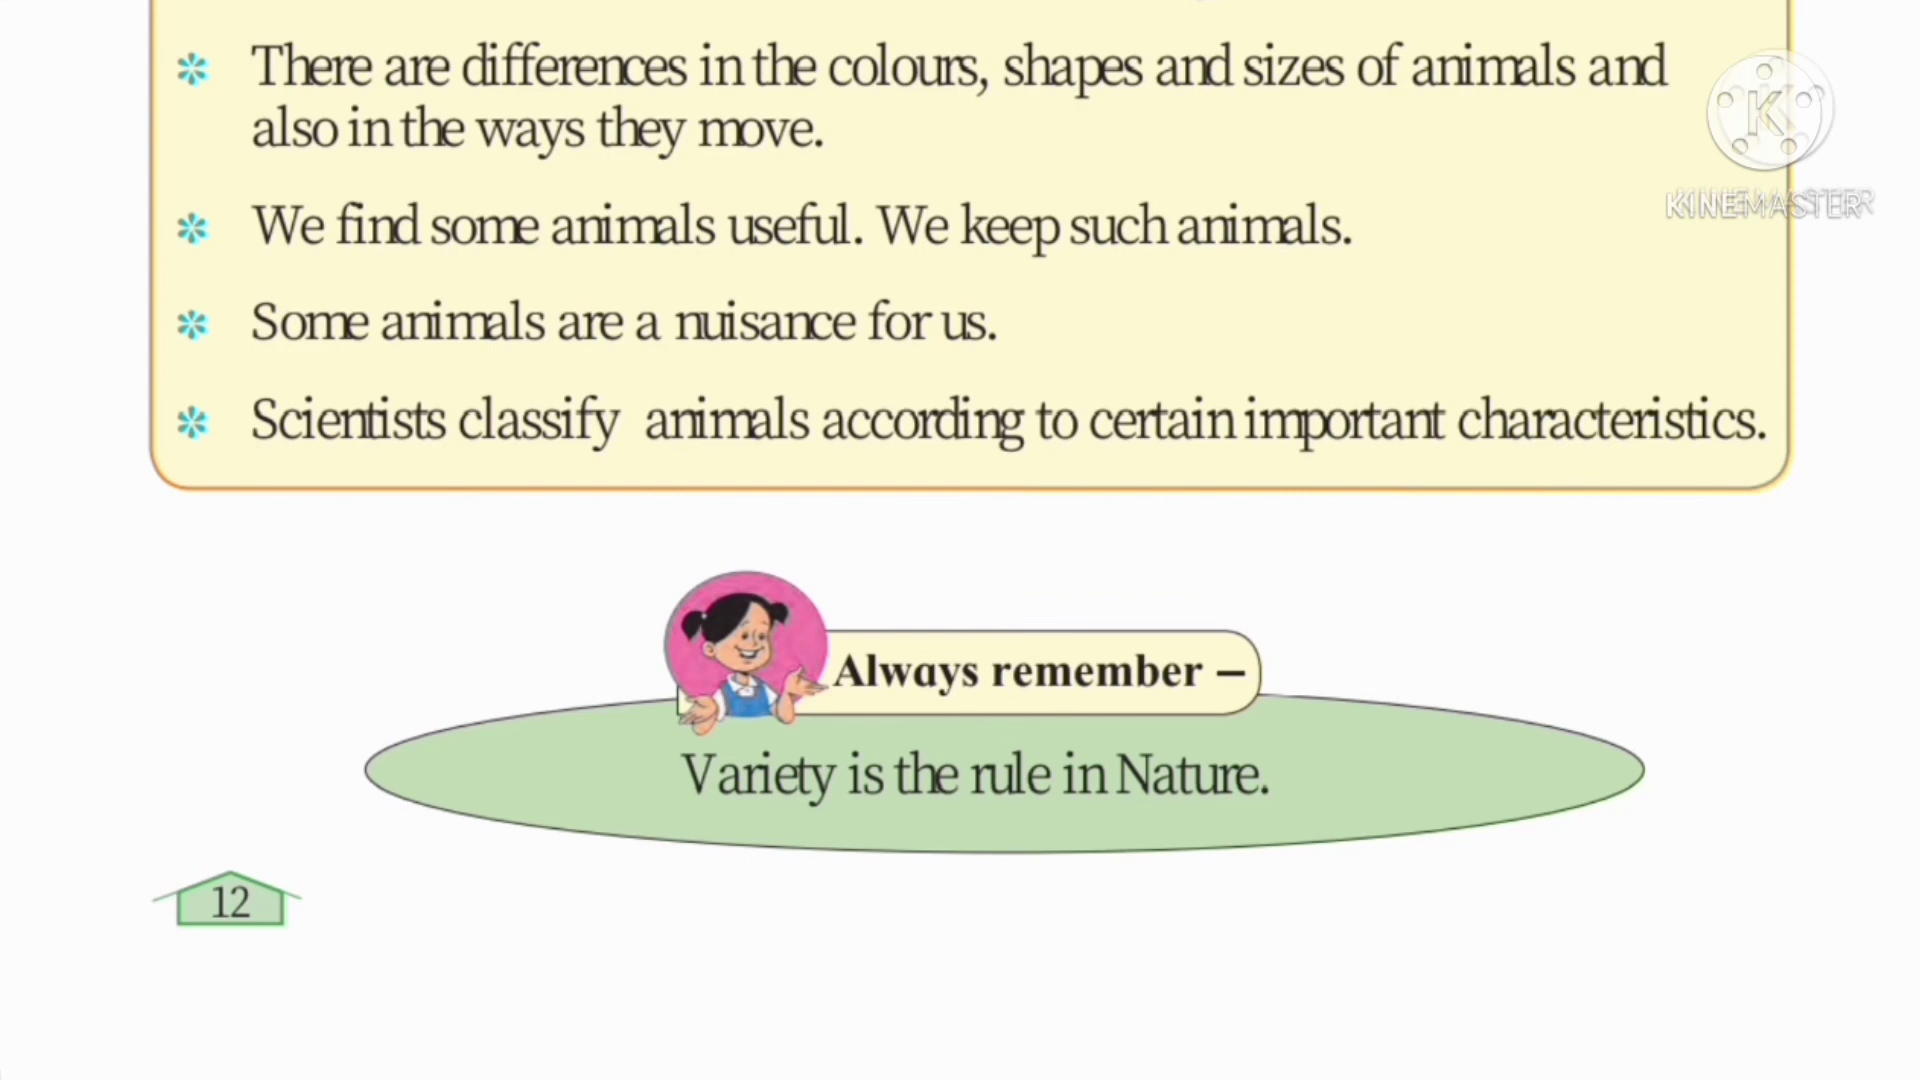 There are differences in the colours, shapes and sizes of animals and
also in the ways they move.
We find some animals useful. We keep such animals.
Some animals are a nuisance for us.
Scientists classify animals according to certain important characteristics.
K
KINEMASTER
Always remember –
Variety is the rule in Nature.
12